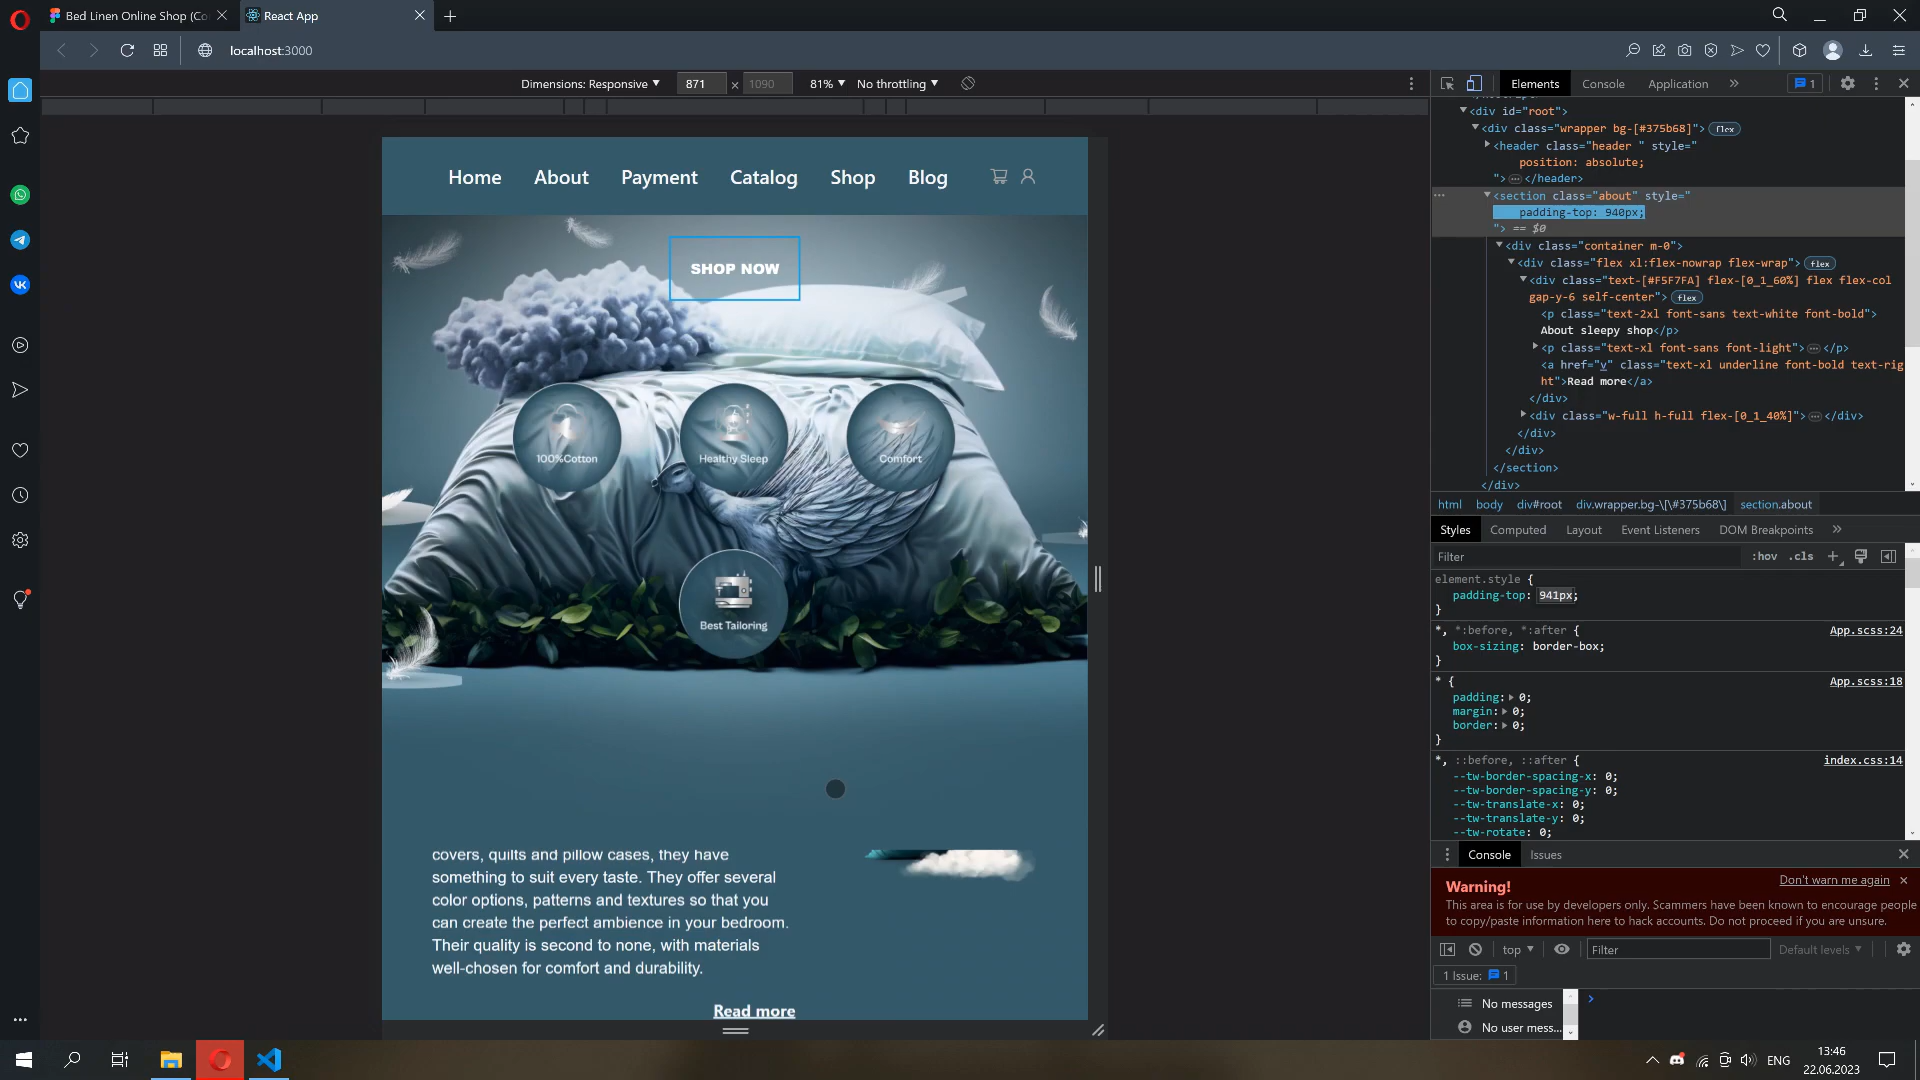 Bed Linen Online Shop (Co
React App
localhost:3000
Dimensions: Responsive
871
×
1090
81%
No throttling
Elements
Console
Application
1
Home
About
Payment
Catalog
Shop
Blog
SHOP NOW
100%Cotton
Healthy Sleep
Comfort
Best Tailoring
covers, quilts and pillow cases, they have
something to suit every taste. They offer several
color options, patterns and textures so that you
can create the perfect ambience in your bedroom.
Their quality is second to none, with materials
well-chosen for comfort and durability.
Read more
<div id="root">
<div class="wrapper bg-[#375b68]"> flex
<header class="header " style="
position: absolute;
"> ⋯ </header>
<section class="about" style="
padding-top: 940px;
"> == $0
<div class="container m-0">
<div class="flex xl:flex-nowrap flex-wrap"> flex
<div class="text-[#F5F7FA] flex-[0_1_60%] flex flex-col
gap-y-6 self-center"> flex
<p class="text-2xl font-sans text-white font-bold">
About sleepy shop</p>
<p class="text-xl font-sans font-light"> ⋯ </p>
<a href="v" class="text-xl underline font-bold text-rig
ht">Read more</a>
</div>
<div class="w-full h-full flex-[0_1_40%]"> ⋯ </div>
</div>
</div>
</section>
</div>
html body div#root div.wrapper.bg-\[\#375b68\] section.about
Styles Computed Layout Event Listeners DOM Breakpoints
Filter
:hov .cls
element.style {
padding-top: 941px;
}
*, *:before, *:after {
App.scss:24
box-sizing: border-box;
}
* {
App.scss:18
padding: 0;
margin: 0;
border: 0;
}
*, ::before, ::after {
index.css:14
--tw-border-spacing-x: 0;
--tw-border-spacing-y: 0;
--tw-translate-x: 0;
--tw-translate-y: 0;
--tw-rotate: 0;
Console
Issues
Warning!
Don't warn me again
This area is for use by developers only. Scammers have been known to encourage people
to copy/paste information here to hack accounts. Do not proceed if you are unsure.
top
Filter
Default levels
1 Issue: 1
No messages
No user mess...
ENG
13:46
22.06.2023